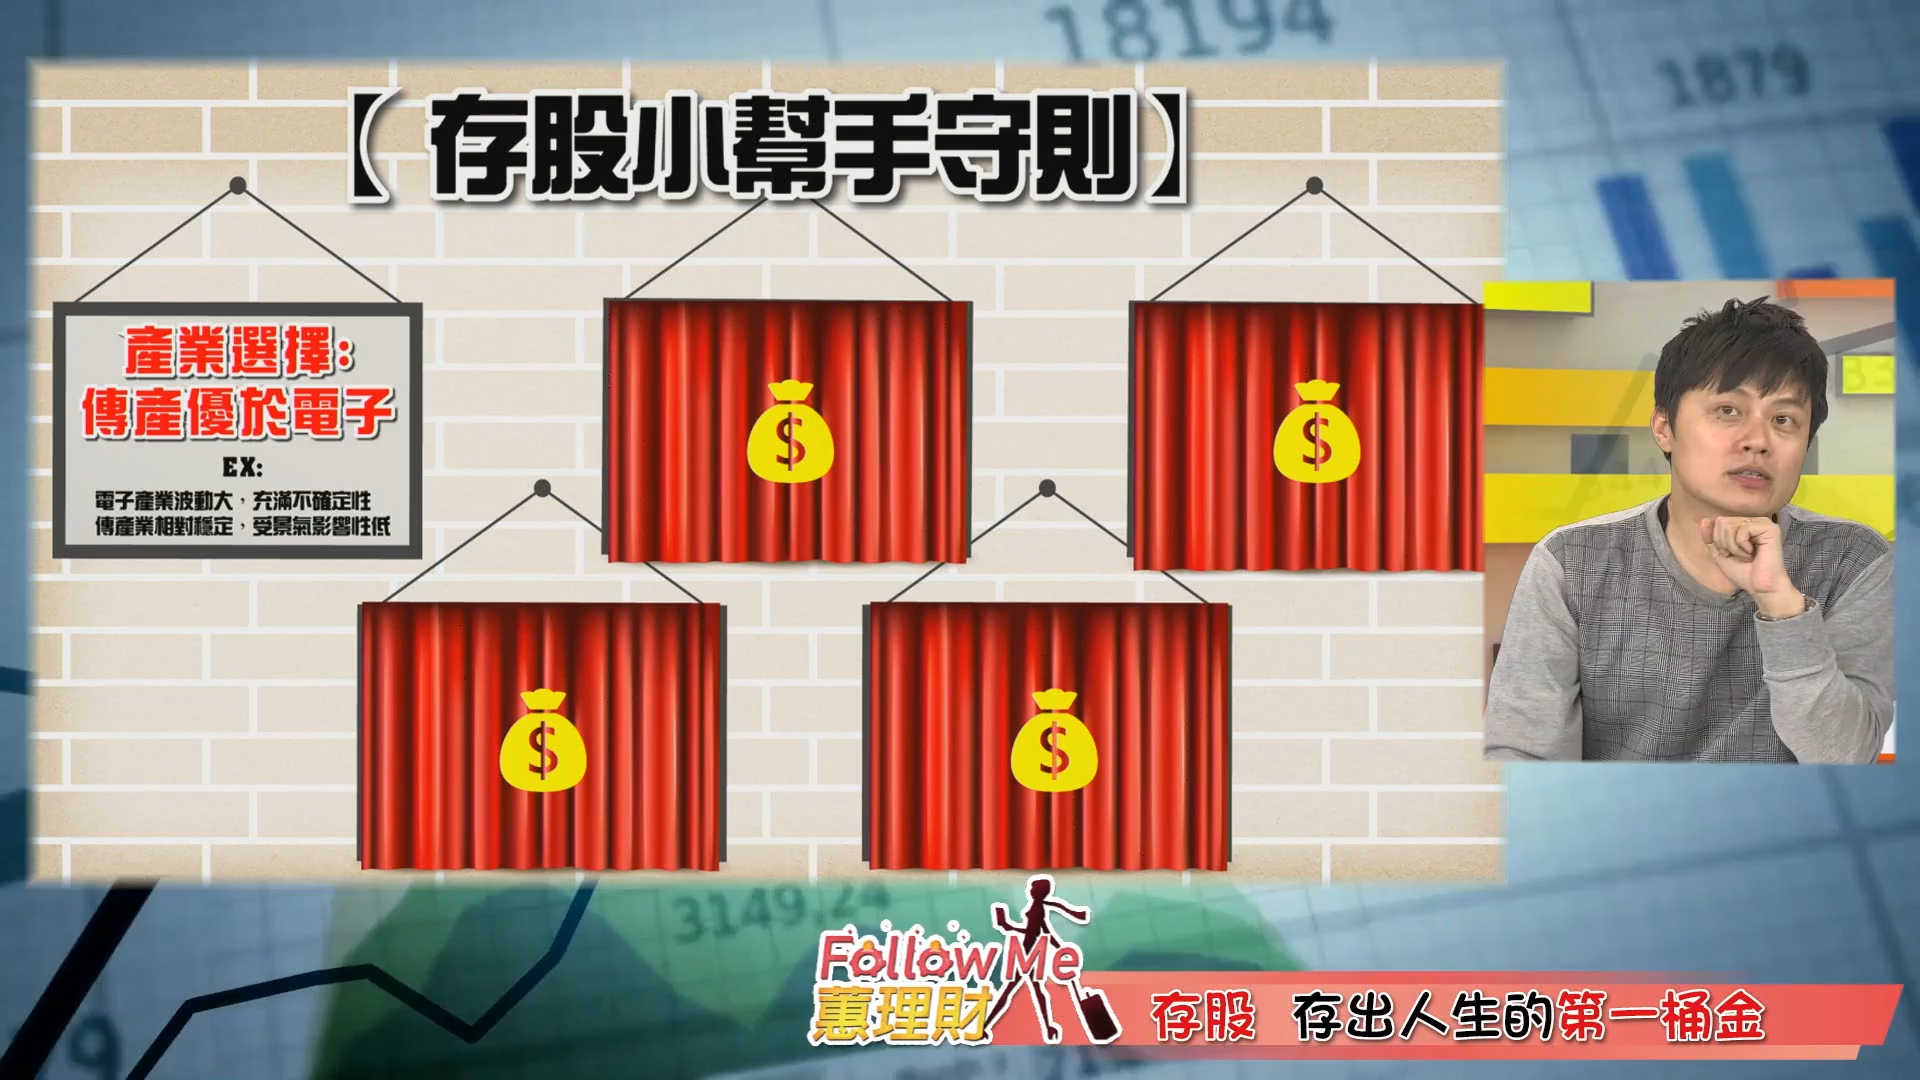 18194
1879
【存股小幫手守則】
產業選擇:
傳產優於電子
EX:
電子產業波動大，充滿不確定性
傳產業相對穩定，受景氣影響性低
$
$
$
$
33
3149.24
Follow Me
蕙理財
存股 存出人生的第一桶金